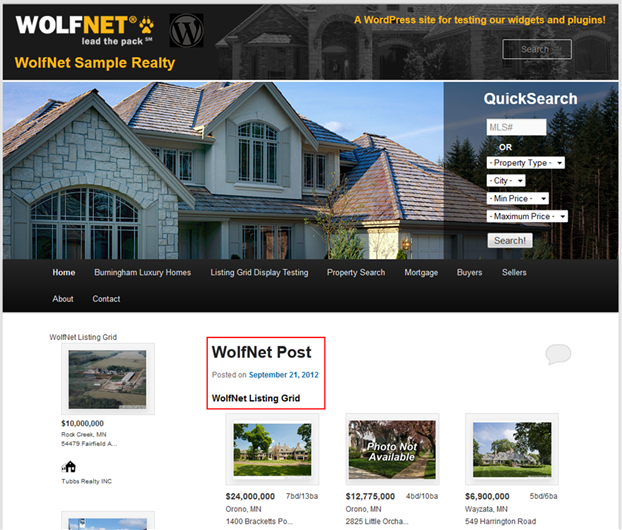 WOLFNET®
lead the pack℠
A WordPress site for testing our widgets and plugins!
Search
WolfNet Sample Realty
QuickSearch
MLS#
OR
- Property Type -
- City -
- Min Price -
- Maximum Price -
Search!
Home Burningham Luxury Homes Listing Grid Display Testing Property Search Mortgage Buyers Sellers
About Contact
WolfNet Listing Grid
$10,000,000
Rock Creek, MN
54479 Fairfield A...
Tubbs Realty INC
WolfNet Post
Posted on September 21, 2012
WolfNet Listing Grid
$24,000,000 7bd/13ba
Orono, MN
1400 Bracketts Po...
Photo Not
Available
$12,775,000 4bd/10ba
Orono, MN
2825 Little Orcha...
$6,900,000 5bd/6ba
Wayzata, MN
549 Harrington Road